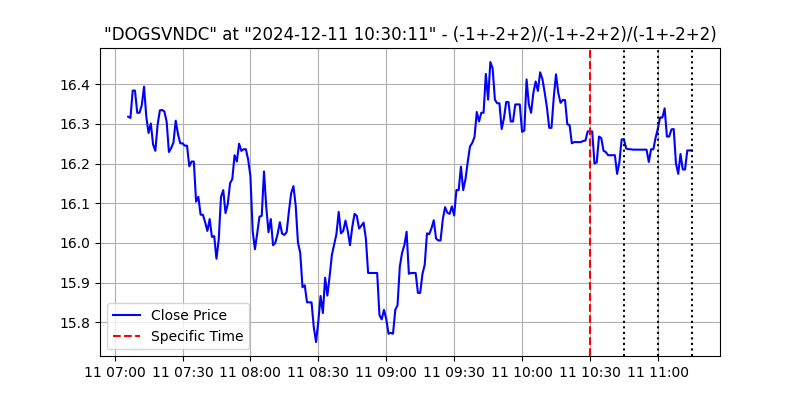 "DOGSVNDC" at "2024-12-11 10:30:11" - (-1+-2+2)/(-1+-2+2)/(-1+-2+2)
16.4
16.3
16.2
16.1
16.0
15.9
15.8
Close Price
Specific Time
11 07:00 11 07:30 11 08:00 11 08:30 11 09:00 11 09:30 11 10:00 11 10:30 11 11:00